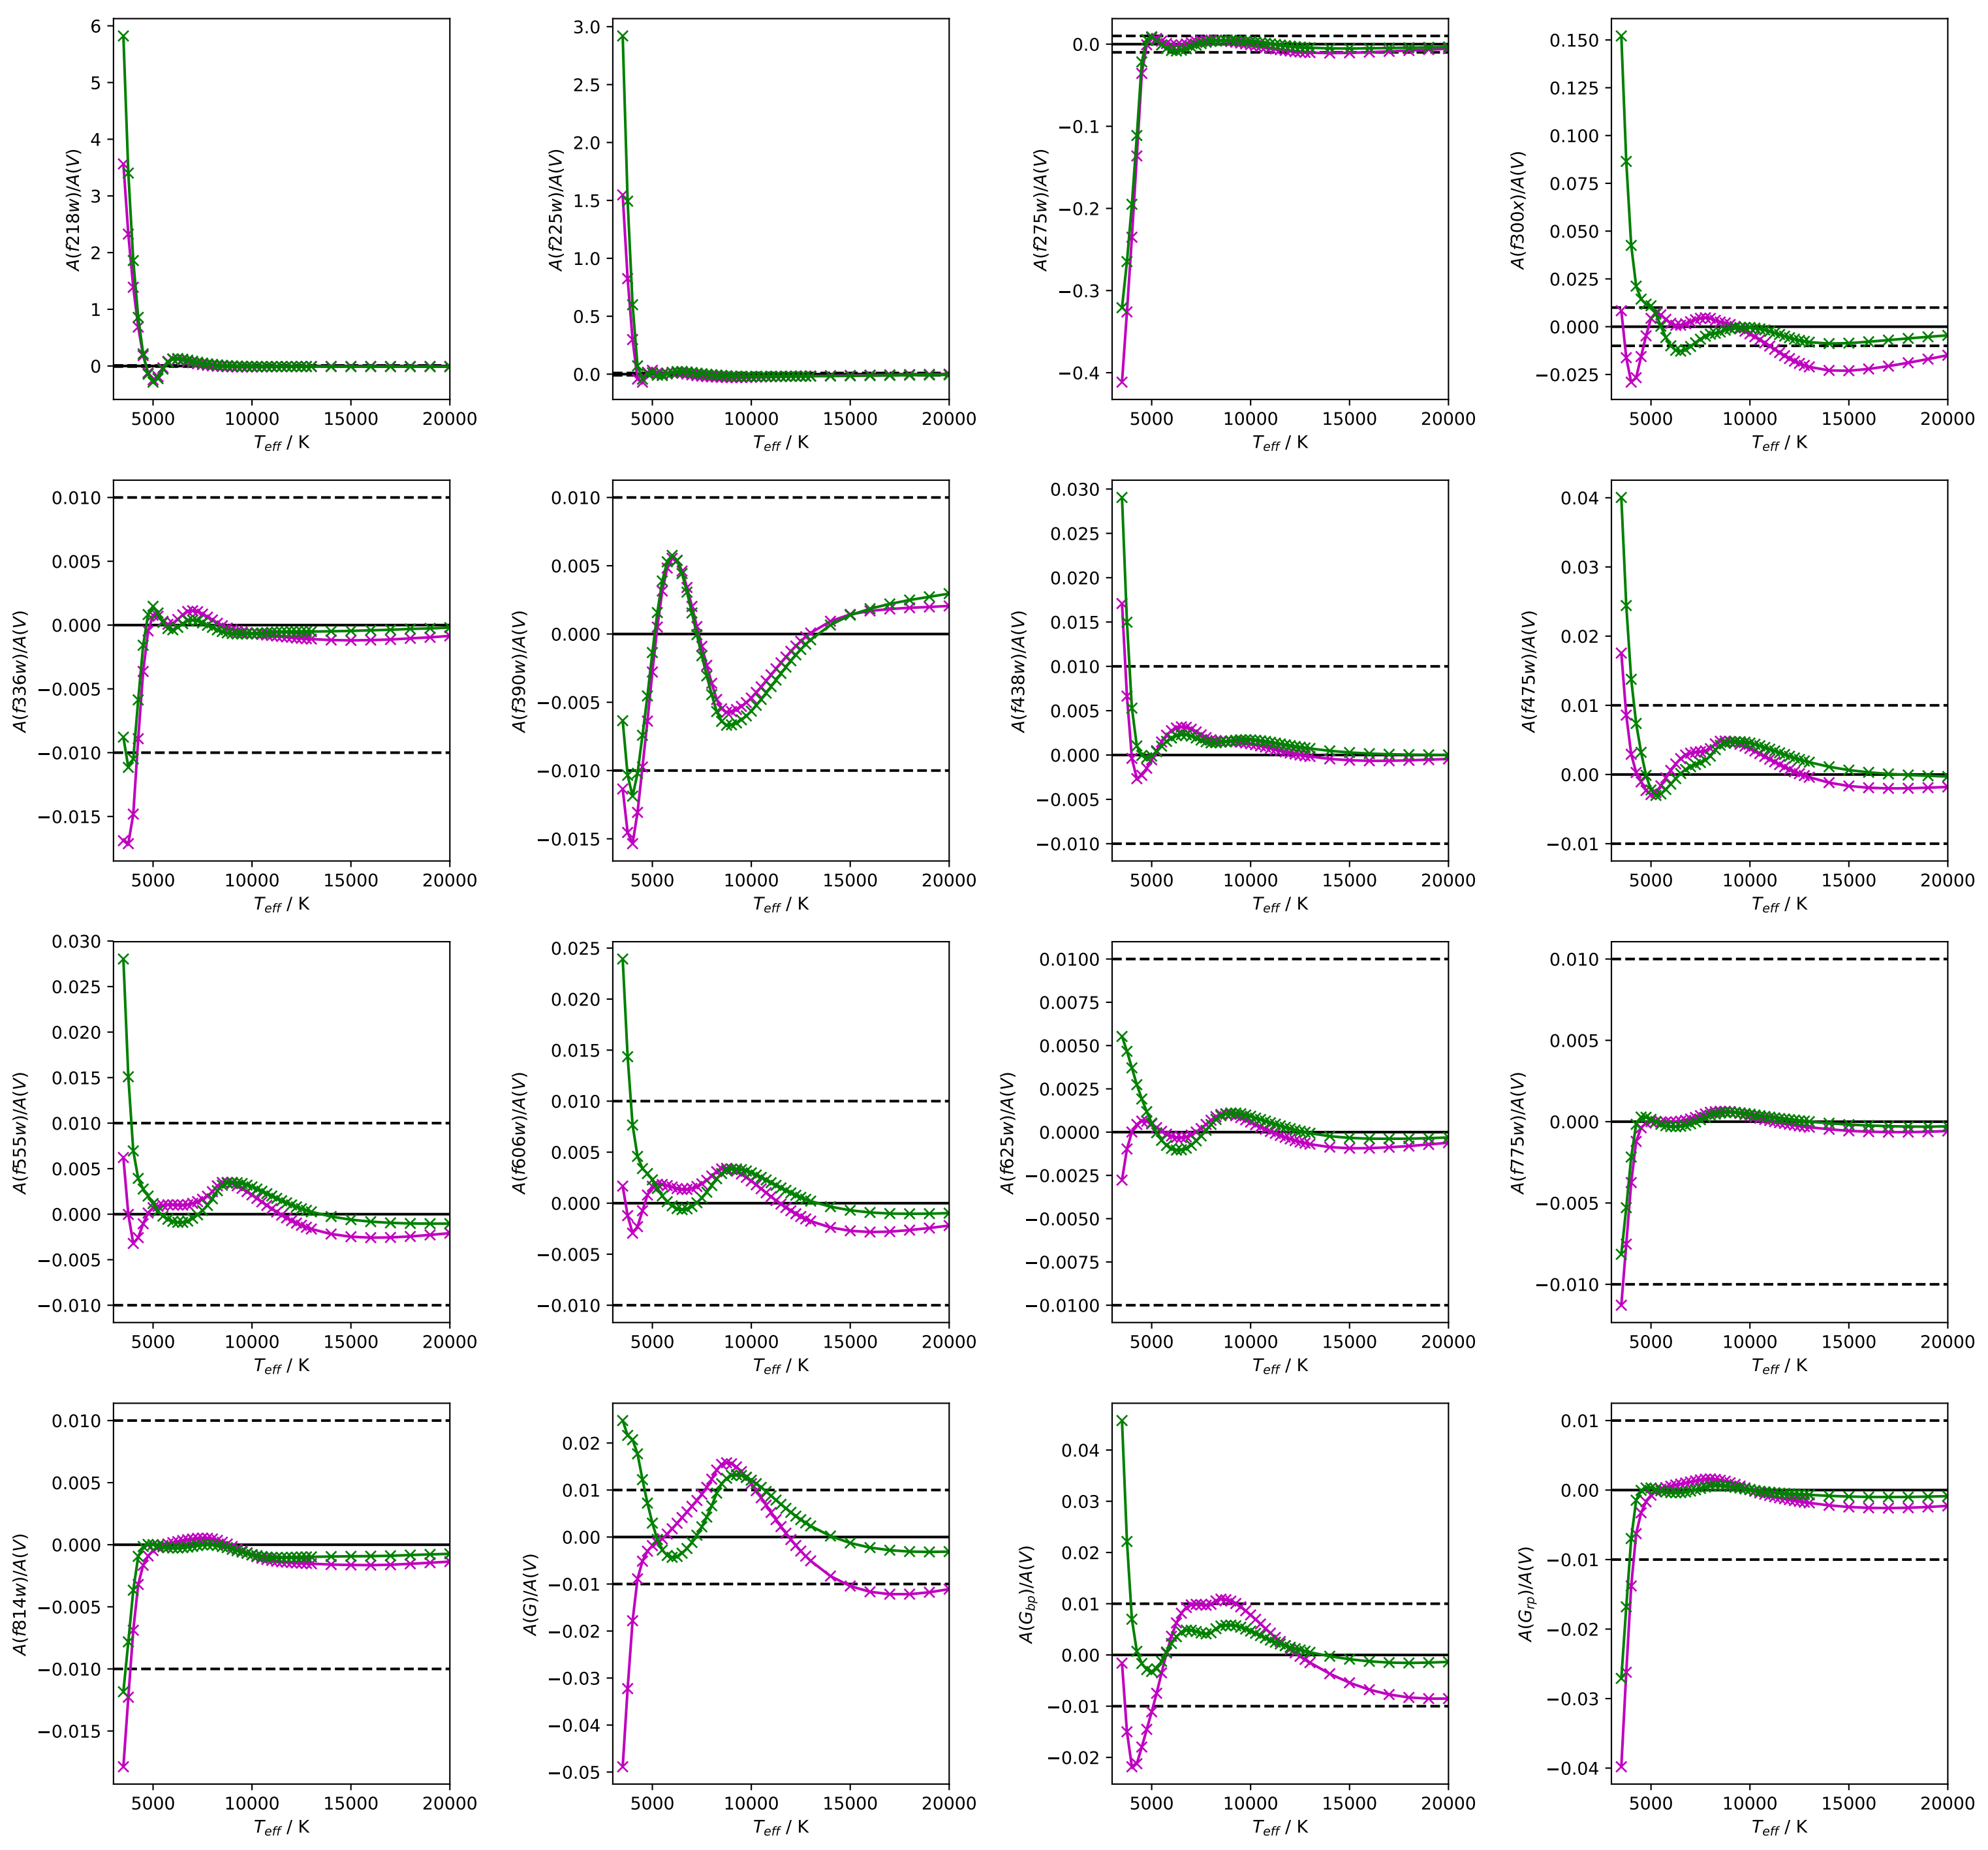 A(f218w)/A(V)
6
5
4
3
2
1
0
5000 10000 15000 20000
T_eff / K
A(f225w)/A(V)
3.0
2.5
2.0
1.5
1.0
0.5
0.0
5000 10000 15000 20000
T_eff / K
A(f275w)/A(V)
0.0
−0.1
−0.2
−0.3
−0.4
5000 10000 15000 20000
T_eff / K
A(f300x)/A(V)
0.150
0.125
0.100
0.075
0.050
0.025
0.000
−0.025
5000 10000 15000 20000
T_eff / K
A(f336w)/A(V)
0.010
0.005
0.000
−0.005
−0.010
−0.015
5000 10000 15000 20000
T_eff / K
A(f390w)/A(V)
0.010
0.005
0.000
−0.005
−0.010
−0.015
5000 10000 15000 20000
T_eff / K
A(f438w)/A(V)
0.030
0.025
0.020
0.015
0.010
0.005
0.000
−0.005
−0.010
5000 10000 15000 20000
T_eff / K
A(f475w)/A(V)
0.04
0.03
0.02
0.01
0.00
−0.01
5000 10000 15000 20000
T_eff / K
A(f555w)/A(V)
0.030
0.025
0.020
0.015
0.010
0.005
0.000
−0.005
−0.010
5000 10000 15000 20000
T_eff / K
A(f606w)/A(V)
0.025
0.020
0.015
0.010
0.005
0.000
−0.005
−0.010
5000 10000 15000 20000
T_eff / K
A(f625w)/A(V)
0.0100
0.0075
0.0050
0.0025
0.0000
−0.0025
−0.0050
−0.0075
−0.0100
5000 10000 15000 20000
T_eff / K
A(f775w)/A(V)
0.010
0.005
0.000
−0.005
−0.010
5000 10000 15000 20000
T_eff / K
A(f814w)/A(V)
0.010
0.005
0.000
−0.005
−0.010
−0.015
5000 10000 15000 20000
T_eff / K
A(G)/A(V)
0.02
0.01
0.00
−0.01
−0.02
−0.03
−0.04
−0.05
5000 10000 15000 20000
T_eff / K
A(G_bp)/A(V)
0.04
0.03
0.02
0.01
0.00
−0.01
−0.02
5000 10000 15000 20000
T_eff / K
A(G_rp)/A(V)
0.01
0.00
−0.01
−0.02
−0.03
−0.04
5000 10000 15000 20000
T_eff / K